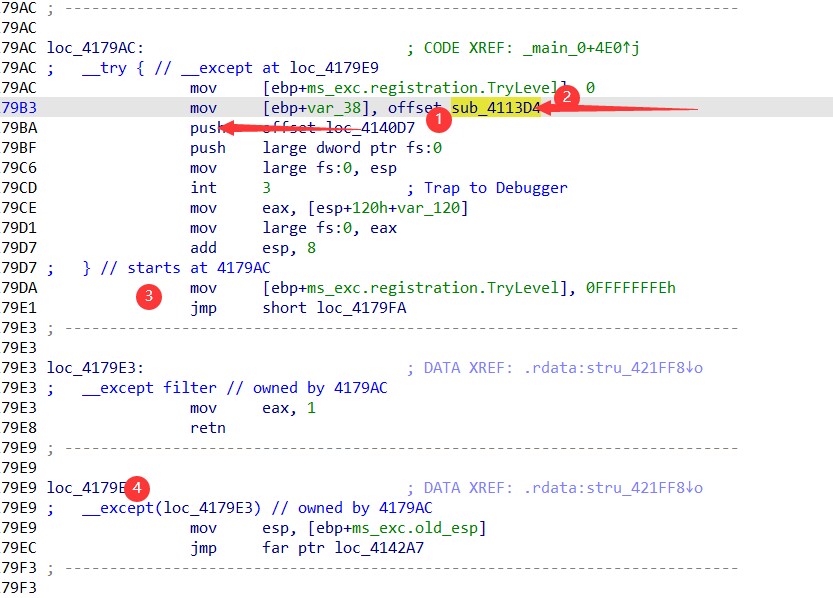 79AC ; ---------------------------------------------------------------------------
79AC
79AC loc_4179AC: ; CODE XREF: _main_0+4E0↑j
79AC ; __try { // __except at loc_4179E9
79AC mov [ebp+ms_exc.registration.TryLevel], 0
79B3 mov [ebp+var_38], offset sub_4113D4
2
1
79BA push offset loc_4140D7
79BF push large dword ptr fs:0
79C6 mov large fs:0, esp
79CD int 3 ; Trap to Debugger
79CE mov eax, [esp+120h+var_120]
79D1 mov large fs:0, eax
79D7 add esp, 8
79D7 ; } // starts at 4179AC
79DA mov [ebp+ms_exc.registration.TryLevel], 0FFFFFFFEh
3
79E1 jmp short loc_4179FA
79E3 ; ---------------------------------------------------------------------------
79E3
79E3 loc_4179E3: ; DATA XREF: .rdata:stru_421FF8↓o
79E3 ; __except filter // owned by 4179AC
79E3 mov eax, 1
79E8 retn
79E9 ; ---------------------------------------------------------------------------
79E9
79E9 loc_4179E ; DATA XREF: .rdata:stru_421FF8↓o
4
79E9 ; __except(loc_4179E3) // owned by 4179AC
79E9 mov esp, [ebp+ms_exc.old_esp]
79EC jmp far ptr loc_4142A7
79F3 ; ---------------------------------------------------------------------------
79F3